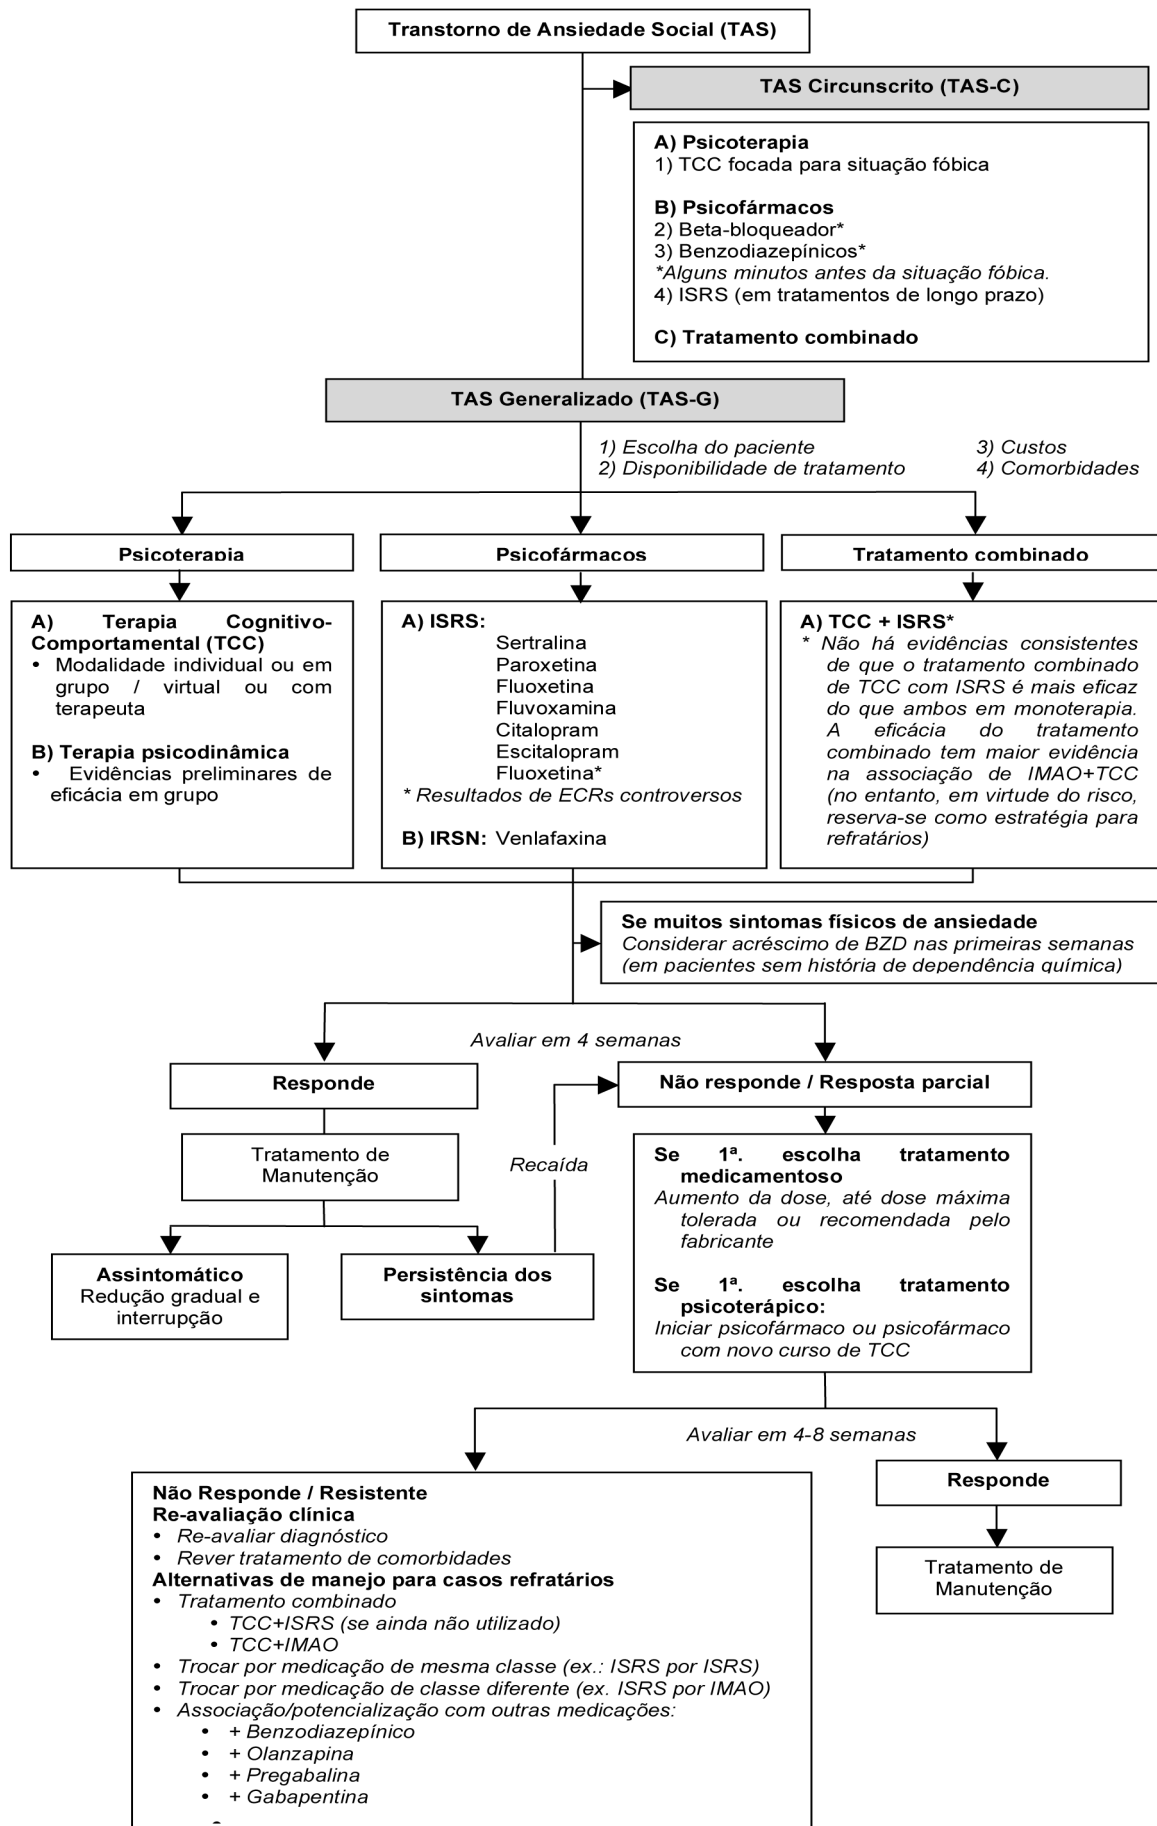 Transtorno de Ansiedade Social (TAS)
TAS Circunscrito (TAS-C)
A) Psicoterapia
1) TCC focada para situação fóbica
B) Psicofármacos
2) Beta-bloqueador*
3) Benzodiazepínicos*
*Alguns minutos antes da situação fóbica.
4) ISRS (em tratamentos de longo prazo)
C) Tratamento combinado
TAS Generalizado (TAS-G)
1) Escolha do paciente
2) Disponibilidade de tratamento
3) Custos
4) Comorbidades
Psicoterapia
Psicofármacos
Tratamento combinado
A) Terapia Cognitivo-
Comportamental (TCC)
• Modalidade individual ou em
grupo / virtual ou com
terapeuta
B) Terapia psicodinâmica
• Evidências preliminares de
eficácia em grupo
A) ISRS:
Sertralina
Paroxetina
Fluoxetina
Fluvoxamina
Citalopram
Escitalopram
Fluoxetina*
* Resultados de ECRs controversos
B) IRSN: Venlafaxina
A) TCC + ISRS*
* Não há evidências consistentes
de que o tratamento combinado
de TCC com ISRS é mais eficaz
do que ambos em monoterapia.
A eficácia do tratamento
combinado tem maior evidência
na associação de IMAO+TCC
(no entanto, em virtude do risco,
reserva-se como estratégia para
refratários)
Se muitos sintomas físicos de ansiedade
Considerar acréscimo de BZD nas primeiras semanas
(em pacientes sem história de dependência química)
Avaliar em 4 semanas
Responde
Não responde / Resposta parcial
Tratamento de
Manutenção
Recaída
Assintomático
Redução gradual e
interrupção
Persistência dos
sintomas
Se 1ª. escolha tratamento
medicamentoso
Aumento da dose, até dose máxima
tolerada ou recomendada pelo
fabricante
Se 1ª. escolha tratamento
psicoterápico:
Iniciar psicofármaco ou psicofármaco
com novo curso de TCC
Avaliar em 4-8 semanas
Não Responde / Resistente
Re-avaliação clínica
• Re-avaliar diagnóstico
• Rever tratamento de comorbidades
Alternativas de manejo para casos refratários
• Tratamento combinado
• TCC+ISRS (se ainda não utilizado)
• TCC+IMAO
• Trocar por medicação de mesma classe (ex.: ISRS por ISRS)
• Trocar por medicação de classe diferente (ex. ISRS por IMAO)
• Associação/potencialização com outras medicações:
• + Benzodiazepínico
• + Olanzapina
• + Pregabalina
• + Gabapentina
Responde
Tratamento de
Manutenção